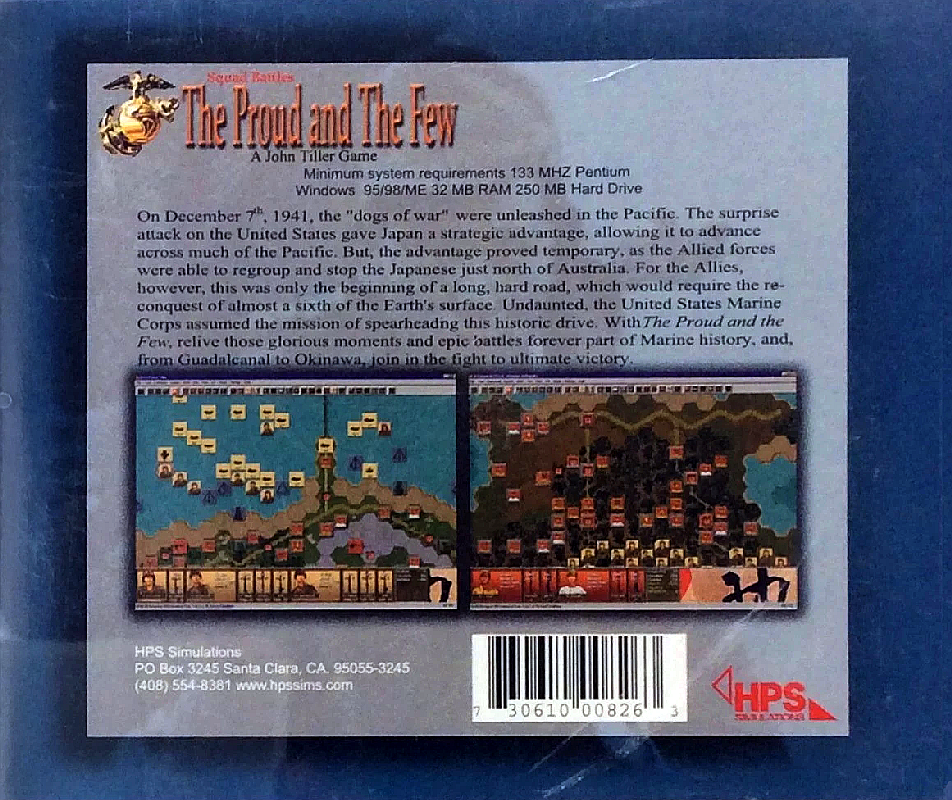 Squad Battles
The Proud and The Few
A John Tiller Game
Minimum system requirements 133 MHZ Pentium
Windows 95/98/ME 32 MB RAM 250 MB Hard Drive
On December 7th, 1941, the "dogs of war" were unleashed in the Pacific. The surprise
attack on the United States gave Japan a strategic advantage, allowing it to advance
across much of the Pacific. But, the advantage proved temporary, as the Allied forces
were able to regroup and stop the Japanese just north of Australia. For the Allies,
however, this was only the beginning of a long, hard road, which would require the re-
conquest of almost a sixth of the Earth's surface. Undaunted, the United States Marine
Corps assumed the mission of spearheadng this historic drive. With The Proud and the
Few, relive those glorious moments and epic battles forever part of Marine history, and,
from Guadalcanal to Okinawa, join in the fight to ultimate victory.
HPS Simulations
PO Box 3245 Santa Clara, CA. 95055-3245
(408) 554-8381 www.hpssims.com
7 30610 00826 3
HPS
SIMULATIONS